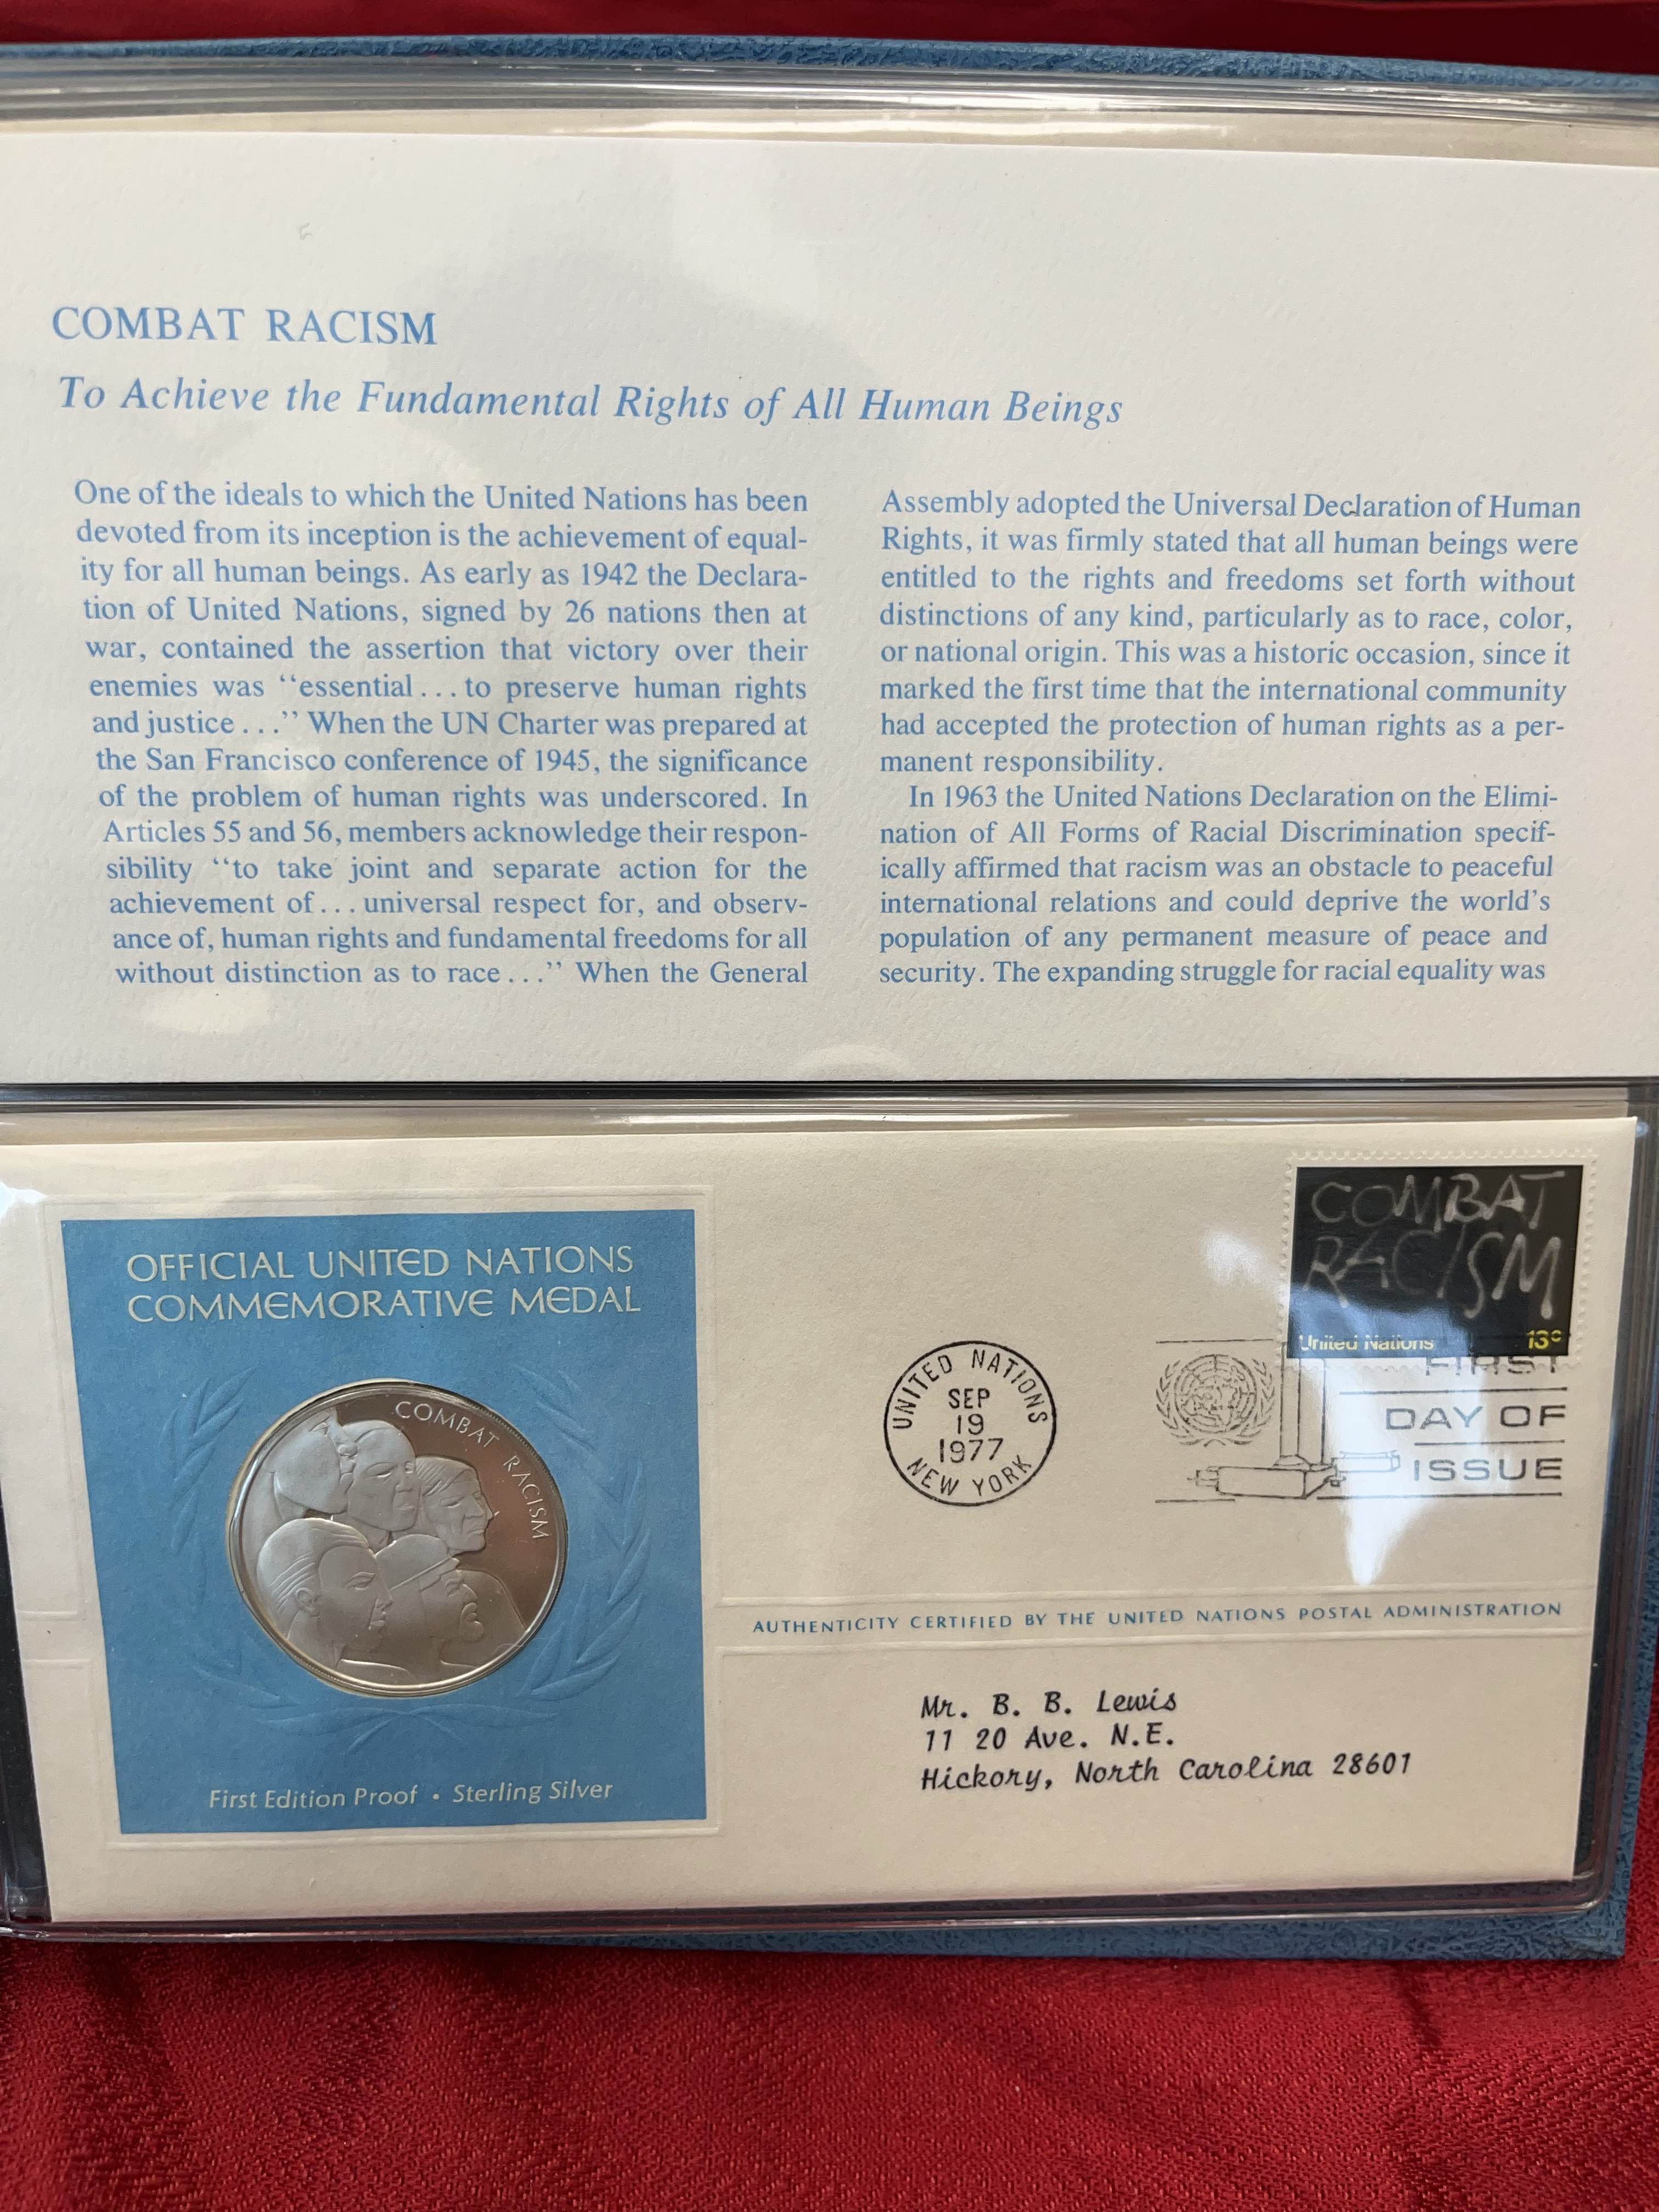 COMBAT RACISM
To Achieve the Fundamental Rights of All Human Beings
One of the ideals to which the United Nations has been
devoted from its inception is the achievement of equal-
ity for all human beings. As early as 1942 the Declara-
tion of United Nations, signed by 26 nations then at
war, contained the assertion that victory over their
enemies was “essential...to preserve human rights
and justice...” When the UN Charter was prepared at
the San Francisco conference of 1945, the significance
of the problem of human rights was underscored. In
Articles 55 and 56, members acknowledge their respon-
sibility “to take joint and separate action for the
achievement of...universal respect for, and observ-
ance of, human rights and fundamental freedoms for all
without distinction as to race...” When the General
Assembly adopted the Universal Declaration of Human
Rights, it was firmly stated that all human beings were
entitled to the rights and freedoms set forth without
distinctions of any kind, particularly as to race, color,
or national origin. This was a historic occasion, since it
marked the first time that the international community
had accepted the protection of human rights as a per-
manent responsibility.
In 1963 the United Nations Declaration on the Elimi-
nation of All Forms of Racial Discrimination specif-
ically affirmed that racism was an obstacle to peaceful
international relations and could deprive the world's
population of any permanent measure of peace and
security. The expanding struggle for racial equality was
OFFICIAL UNITED NATIONS
COMMEMORATIVE MEDAL
COMBAT RACISM
First Edition Proof • Sterling Silver
COMBAT
RACISM
United Nations 13c
UNITED NATIONS
SEP
19
1977
NEW YORK
FIRST
DAY OF
ISSUE
AUTHENTICITY CERTIFIED BY THE UNITED NATIONS POSTAL ADMINISTRATION
Mr. B. B. Lewis
11 20 Ave. N.E.
Hickory, North Carolina 28601